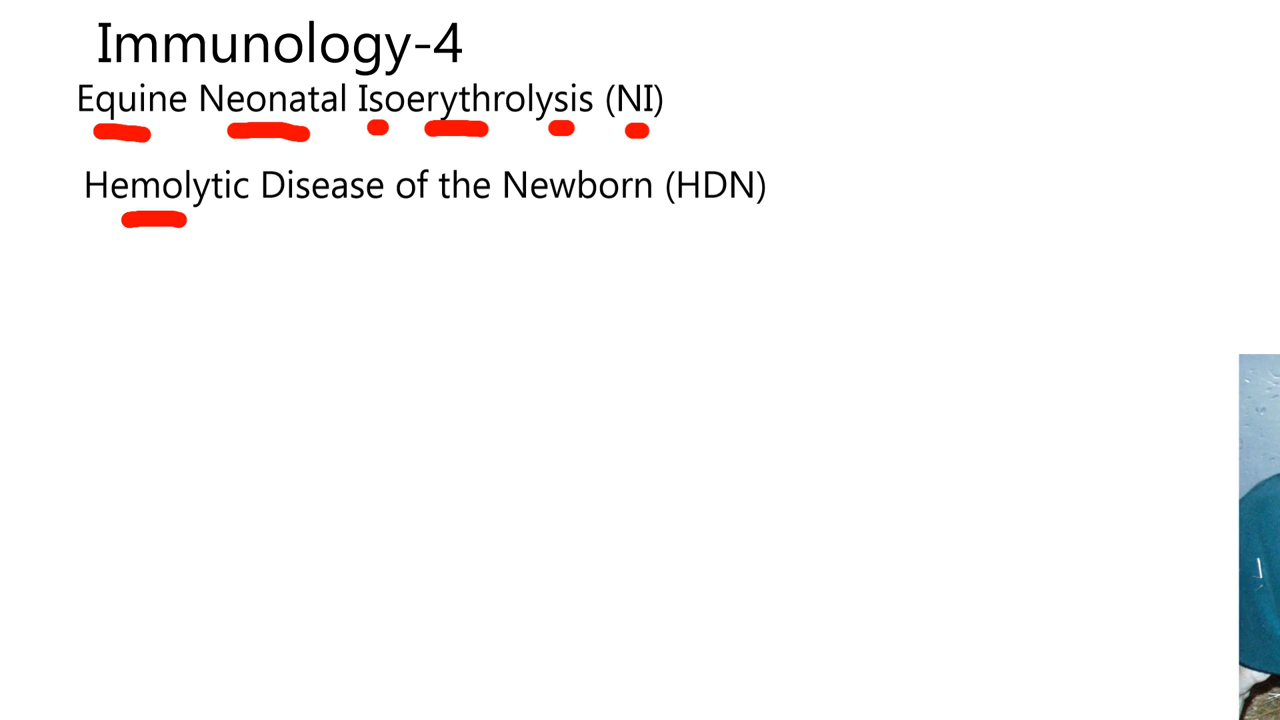 Immunology-4
Equine Neonatal Isoerythrolysis (NI)
Hemolytic Disease of the Newborn (HDN)